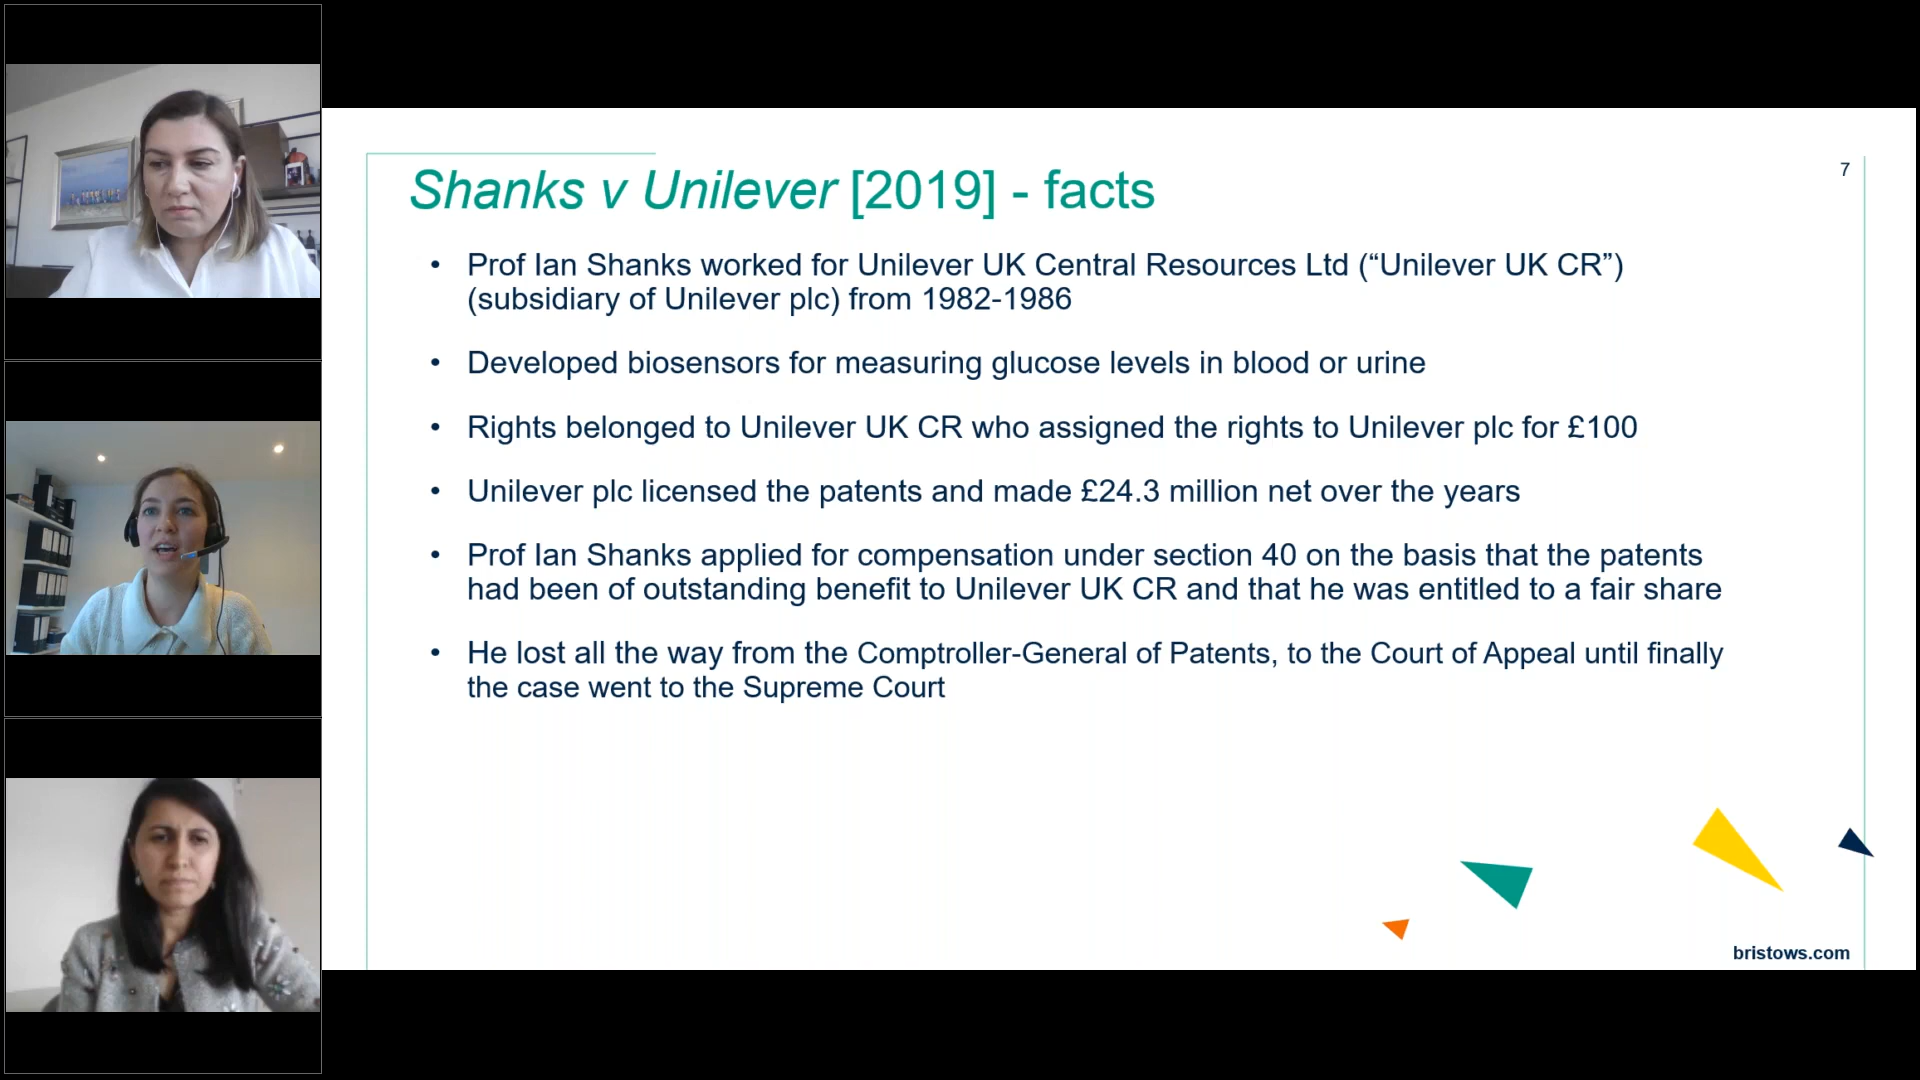 7
Shanks v Unilever [2019] - facts
• Prof Ian Shanks worked for Unilever UK Central Resources Ltd (“Unilever UK CR”)
(subsidiary of Unilever plc) from 1982-1986
• Developed biosensors for measuring glucose levels in blood or urine
• Rights belonged to Unilever UK CR who assigned the rights to Unilever plc for £100
• Unilever plc licensed the patents and made £24.3 million net over the years
• Prof Ian Shanks applied for compensation under section 40 on the basis that the patents
had been of outstanding benefit to Unilever UK CR and that he was entitled to a fair share
• He lost all the way from the Comptroller-General of Patents, to the Court of Appeal until finally
the case went to the Supreme Court
bristows.com